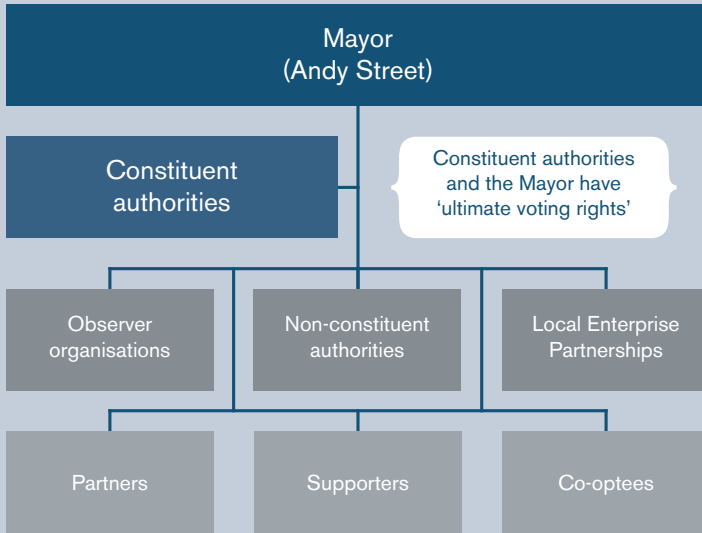 Mayor
(Andy Street)
Constituent
authorities
Constituent authorities
and the Mayor have
‘ultimate voting rights’
Observer
organisations
Non-constituent
authorities
Local Enterprise
Partnerships
Partners
Supporters
Co-optees